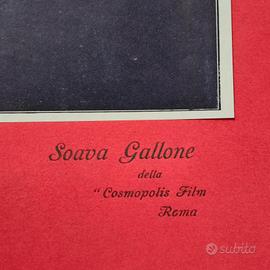 Soava Gallone
della
" Cosmopolis Film
Roma
subito